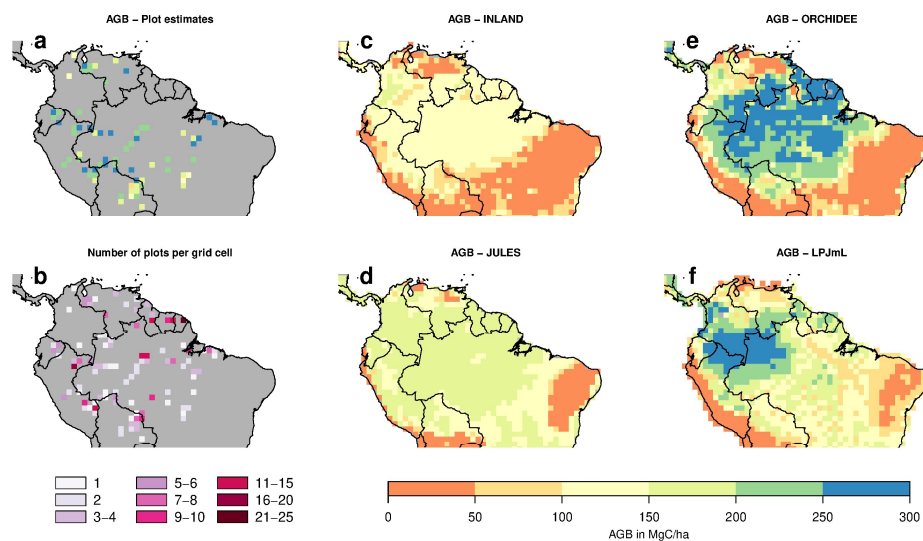 AGB − Plot estimates
AGB − INLAND
AGB − ORCHIDEE
a
c
e
Number of plots per grid cell
AGB − JULES
AGB − LPJmL
b
d
f
1
5−6
11−15
2
7−8
16−20
3−4
9−10
21−25
0
50
100
150
200
250
300
AGB in MgC/ha